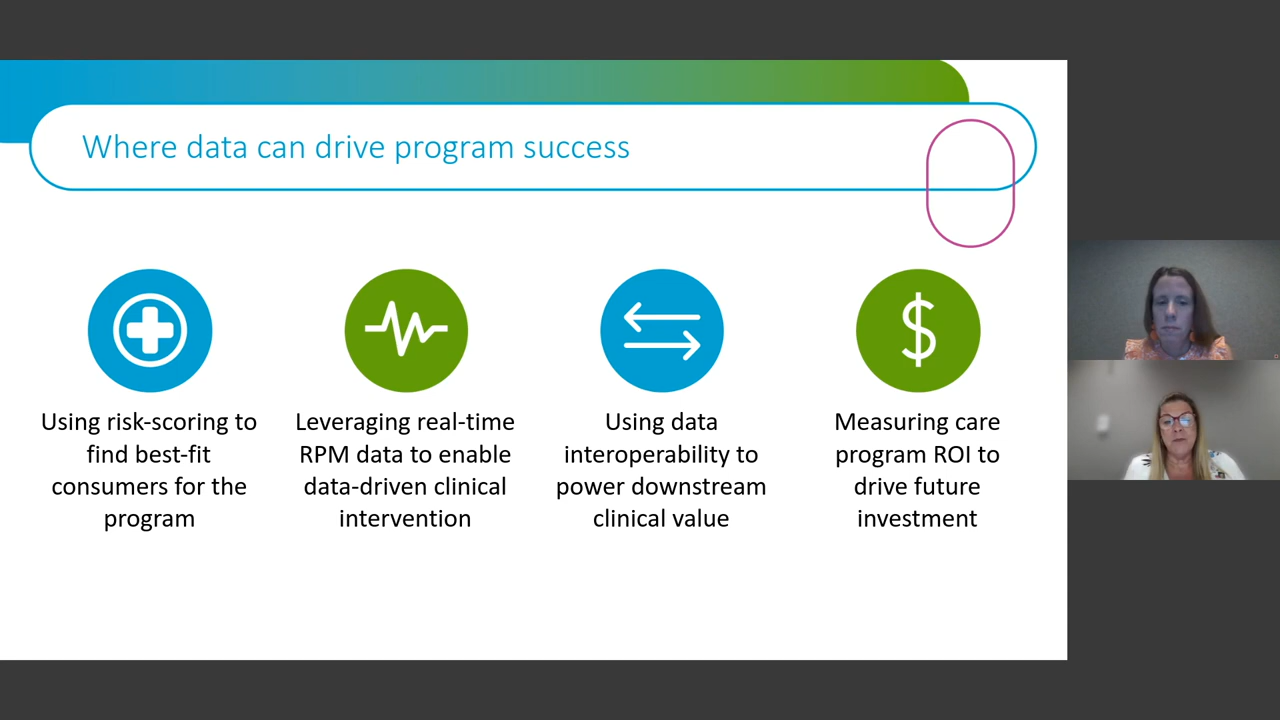 Where data can drive program success
Using risk-scoring to
find best-fit
consumers for the
program
Leveraging real-time
RPM data to enable
data-driven clinical
intervention
Using data
interoperability to
power downstream
clinical value
Measuring care
program ROI to
drive future
investment